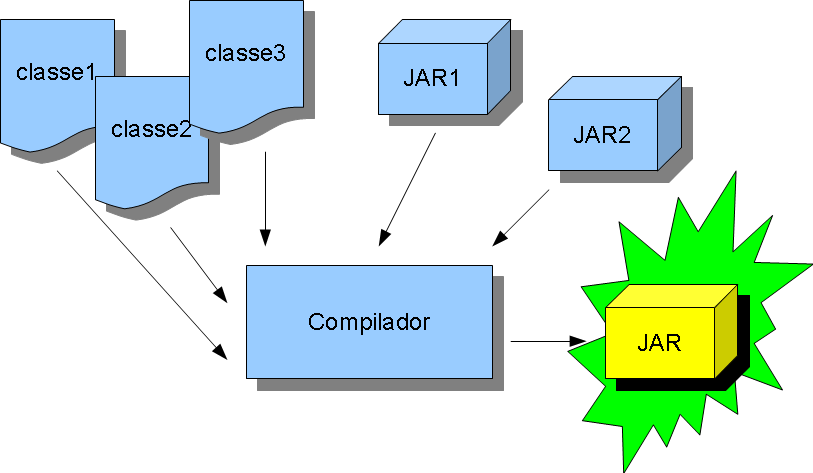 classe1
classe2
classe3
JAR1
JAR2
Compilador
JAR